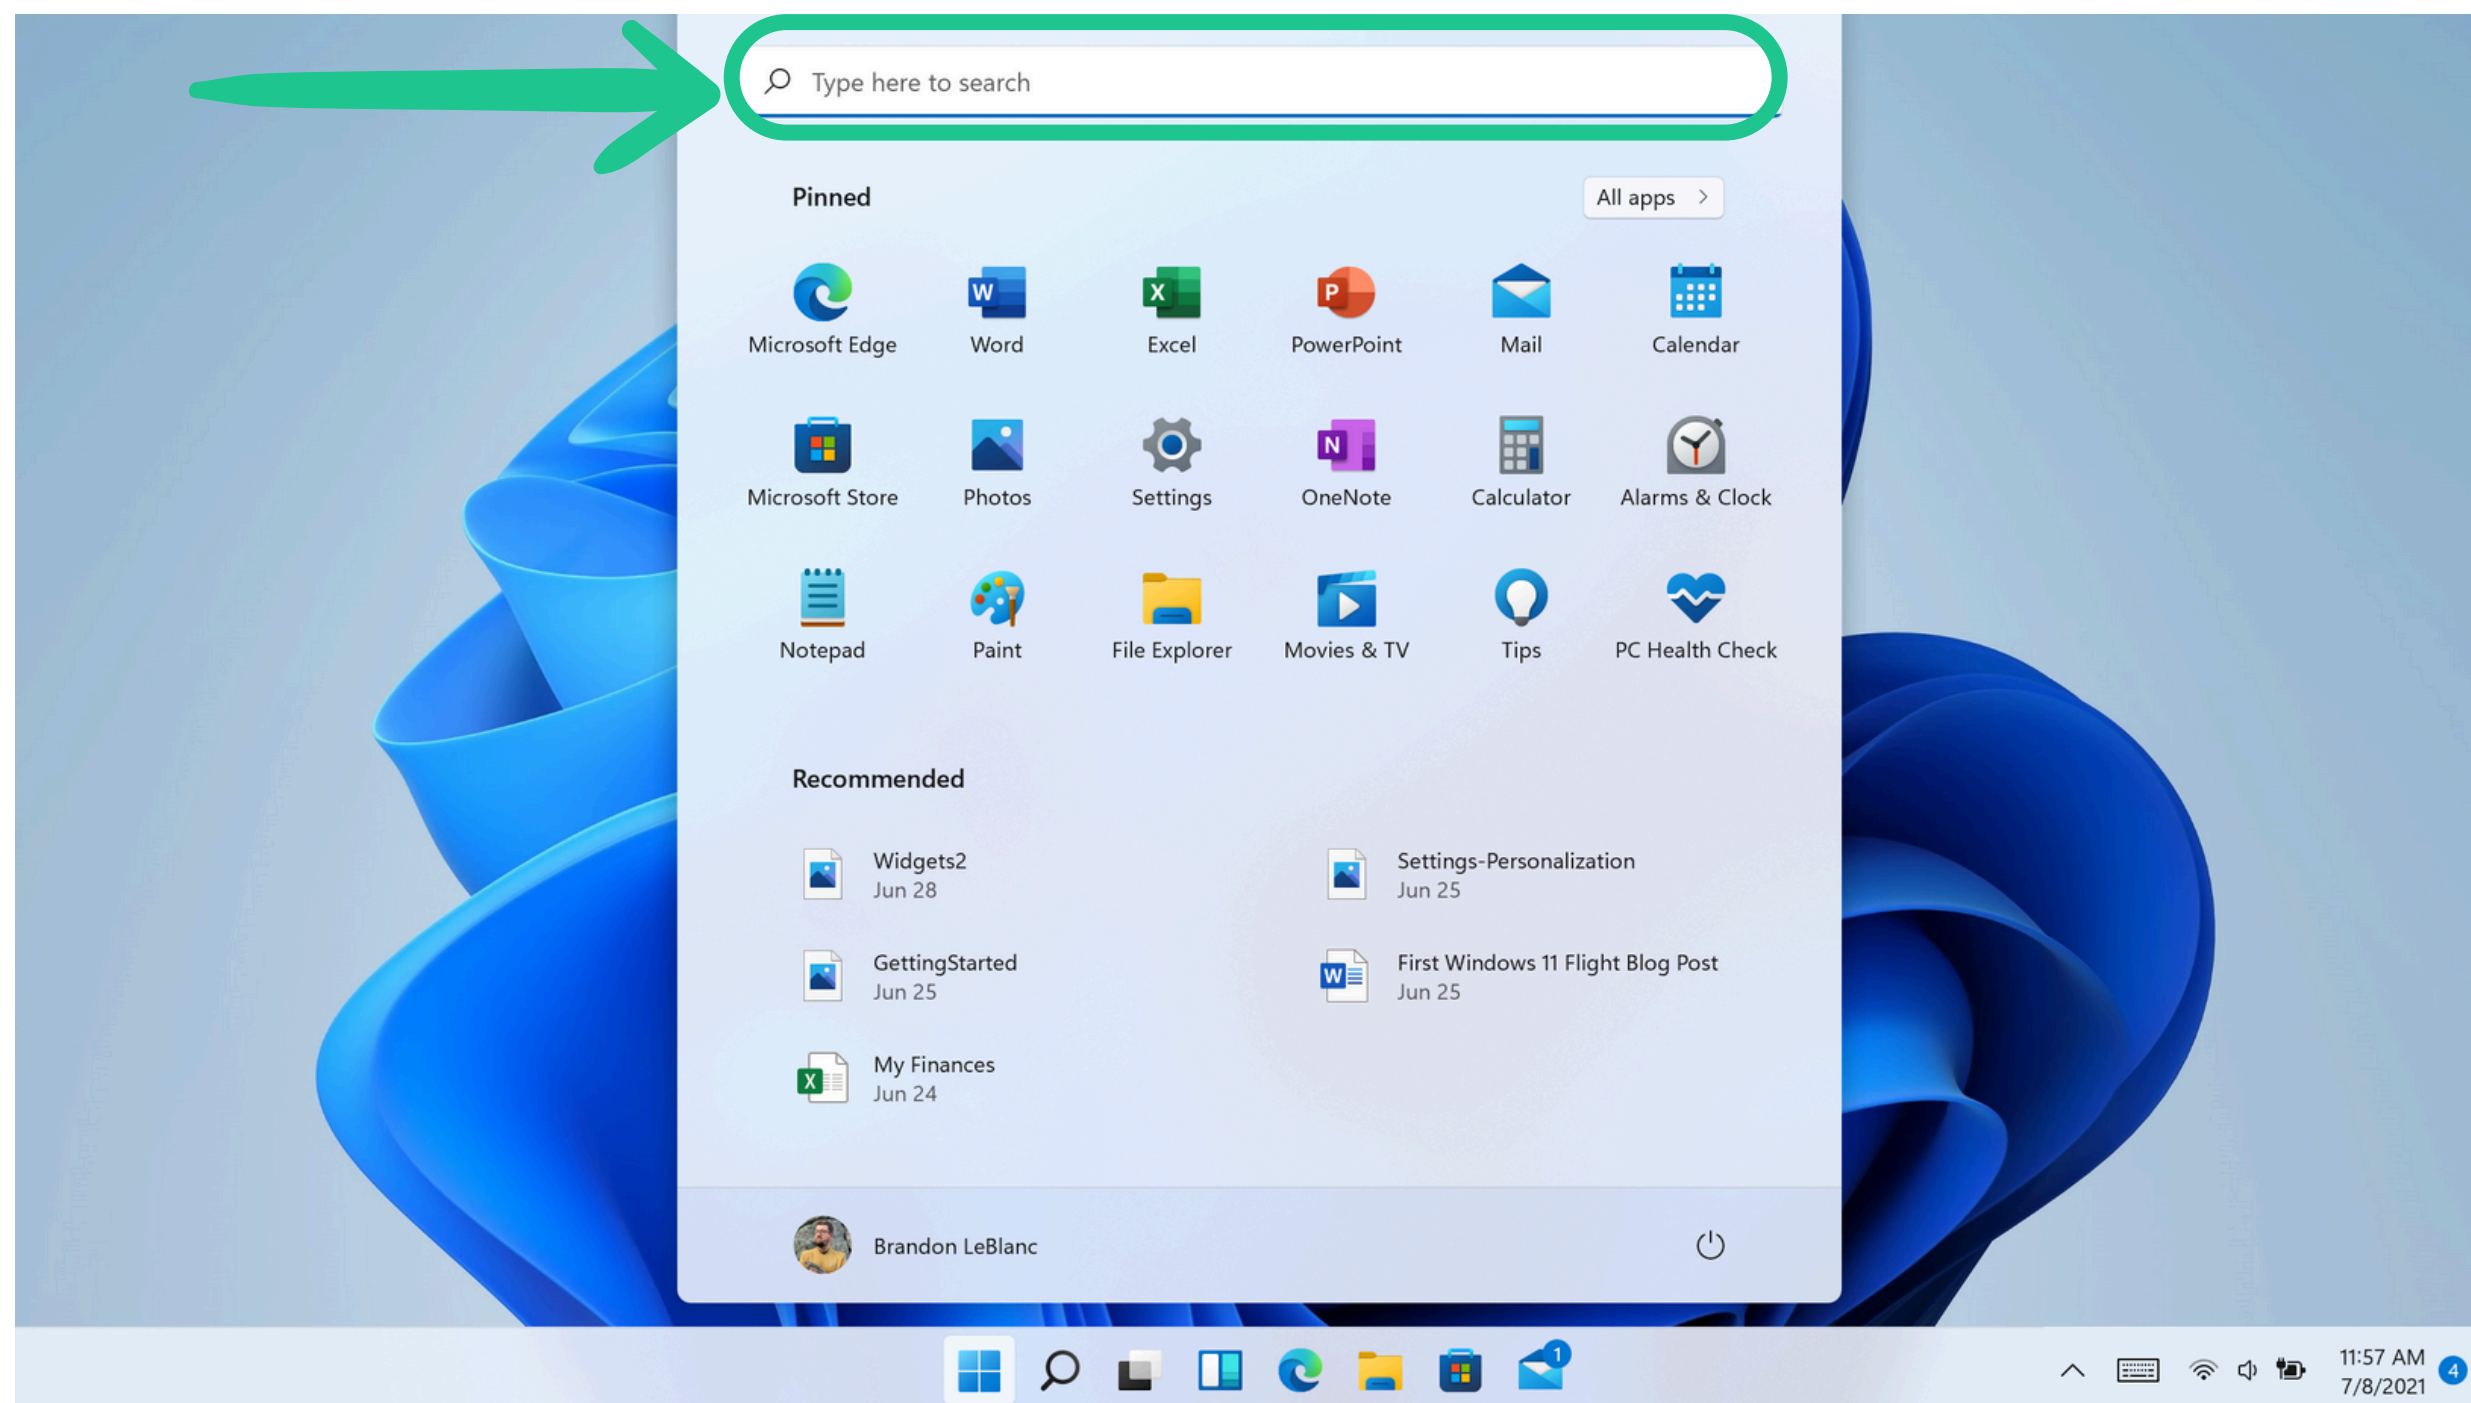 Type here to search
Pinned
All apps
Microsoft Edge
Word
Excel
PowerPoint
Mail
Calendar
Microsoft Store
Photos
Settings
OneNote
Calculator
Alarms & Clock
Notepad
Paint
File Explorer
Movies & TV
Tips
PC Health Check
Recommended
Widgets2
Jun 28
Settings-Personalization
Jun 25
GettingStarted
Jun 25
First Windows 11 Flight Blog Post
Jun 25
My Finances
Jun 24
Brandon LeBlanc
1
11:57 AM
7/8/2021
4